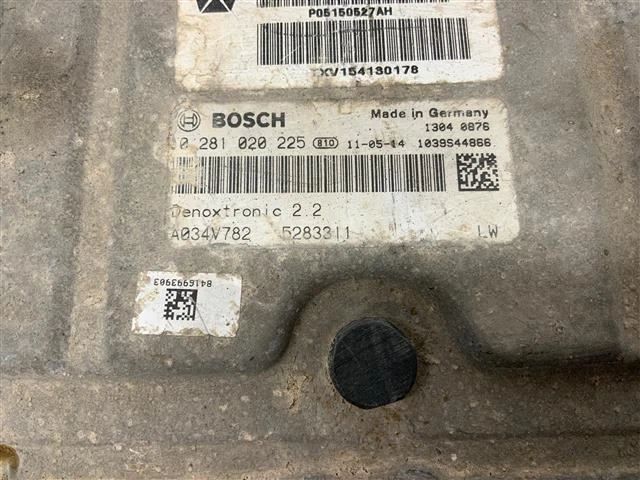 P05150527AH
TXV154130178
BOSCH Made in Germany
1304 0876
0 281 020 225 810 11-05-14 1039S44866
Denoxtronic 2.2
A034V782 5283311 LW
8416993903